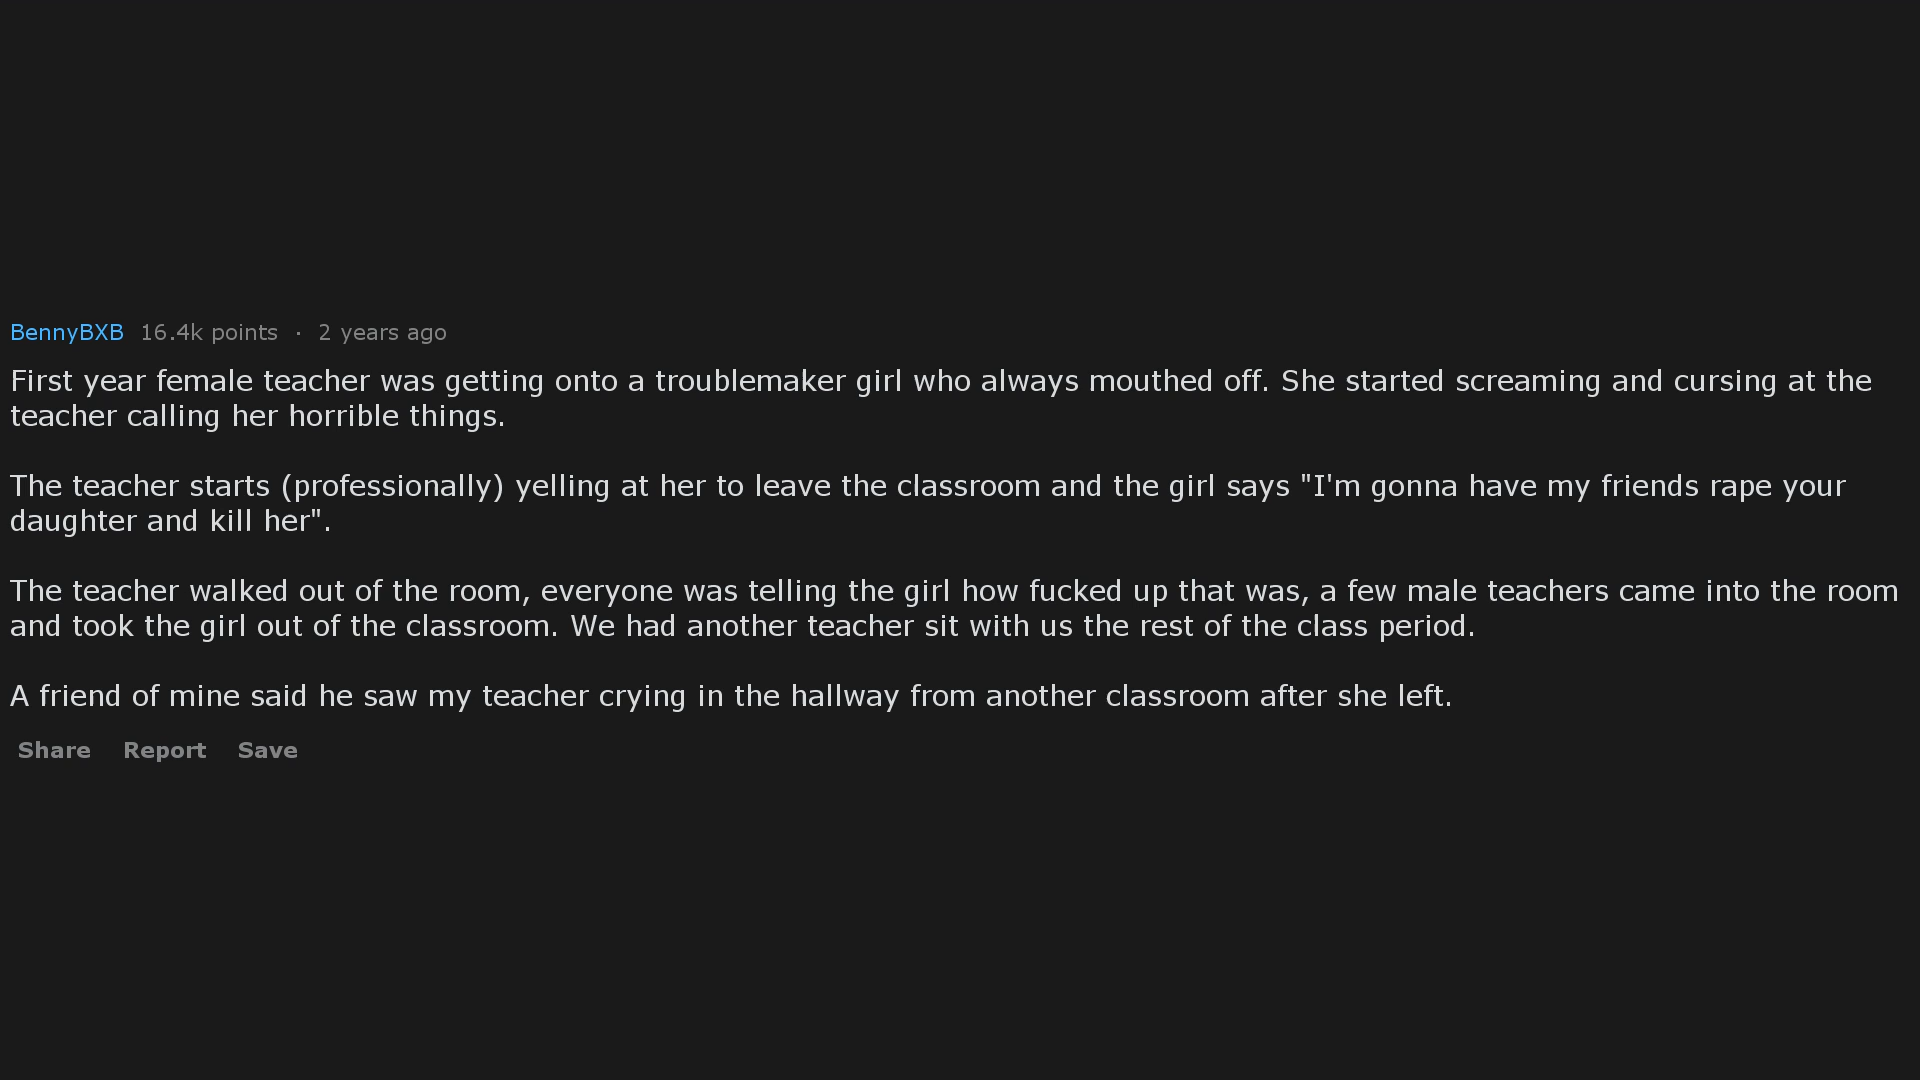 BennyBXB 16.4k points · 2 years ago
First year female teacher was getting onto a troublemaker girl who always mouthed off. She started screaming and cursing at the
teacher calling her horrible things.
The teacher starts (professionally) yelling at her to leave the classroom and the girl says "I'm gonna have my friends rape your
daughter and kill her".
The teacher walked out of the room, everyone was telling the girl how fucked up that was, a few male teachers came into the room
and took the girl out of the classroom. We had another teacher sit with us the rest of the class period.
A friend of mine said he saw my teacher crying in the hallway from another classroom after she left.
Share Report Save